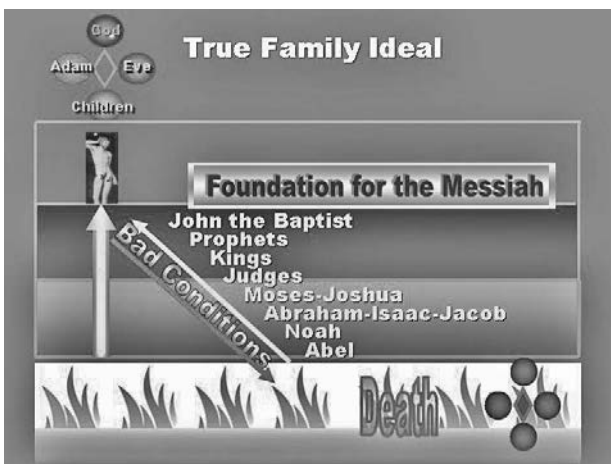 God
True Family Ideal
Adam Eve
Children
Foundation for the Messiah
John the Baptist
Prophets
Kings
Judges
Moses-Joshua
Abraham-Isaac-Jacob
Noah
Abel
Bad Conditions
Death